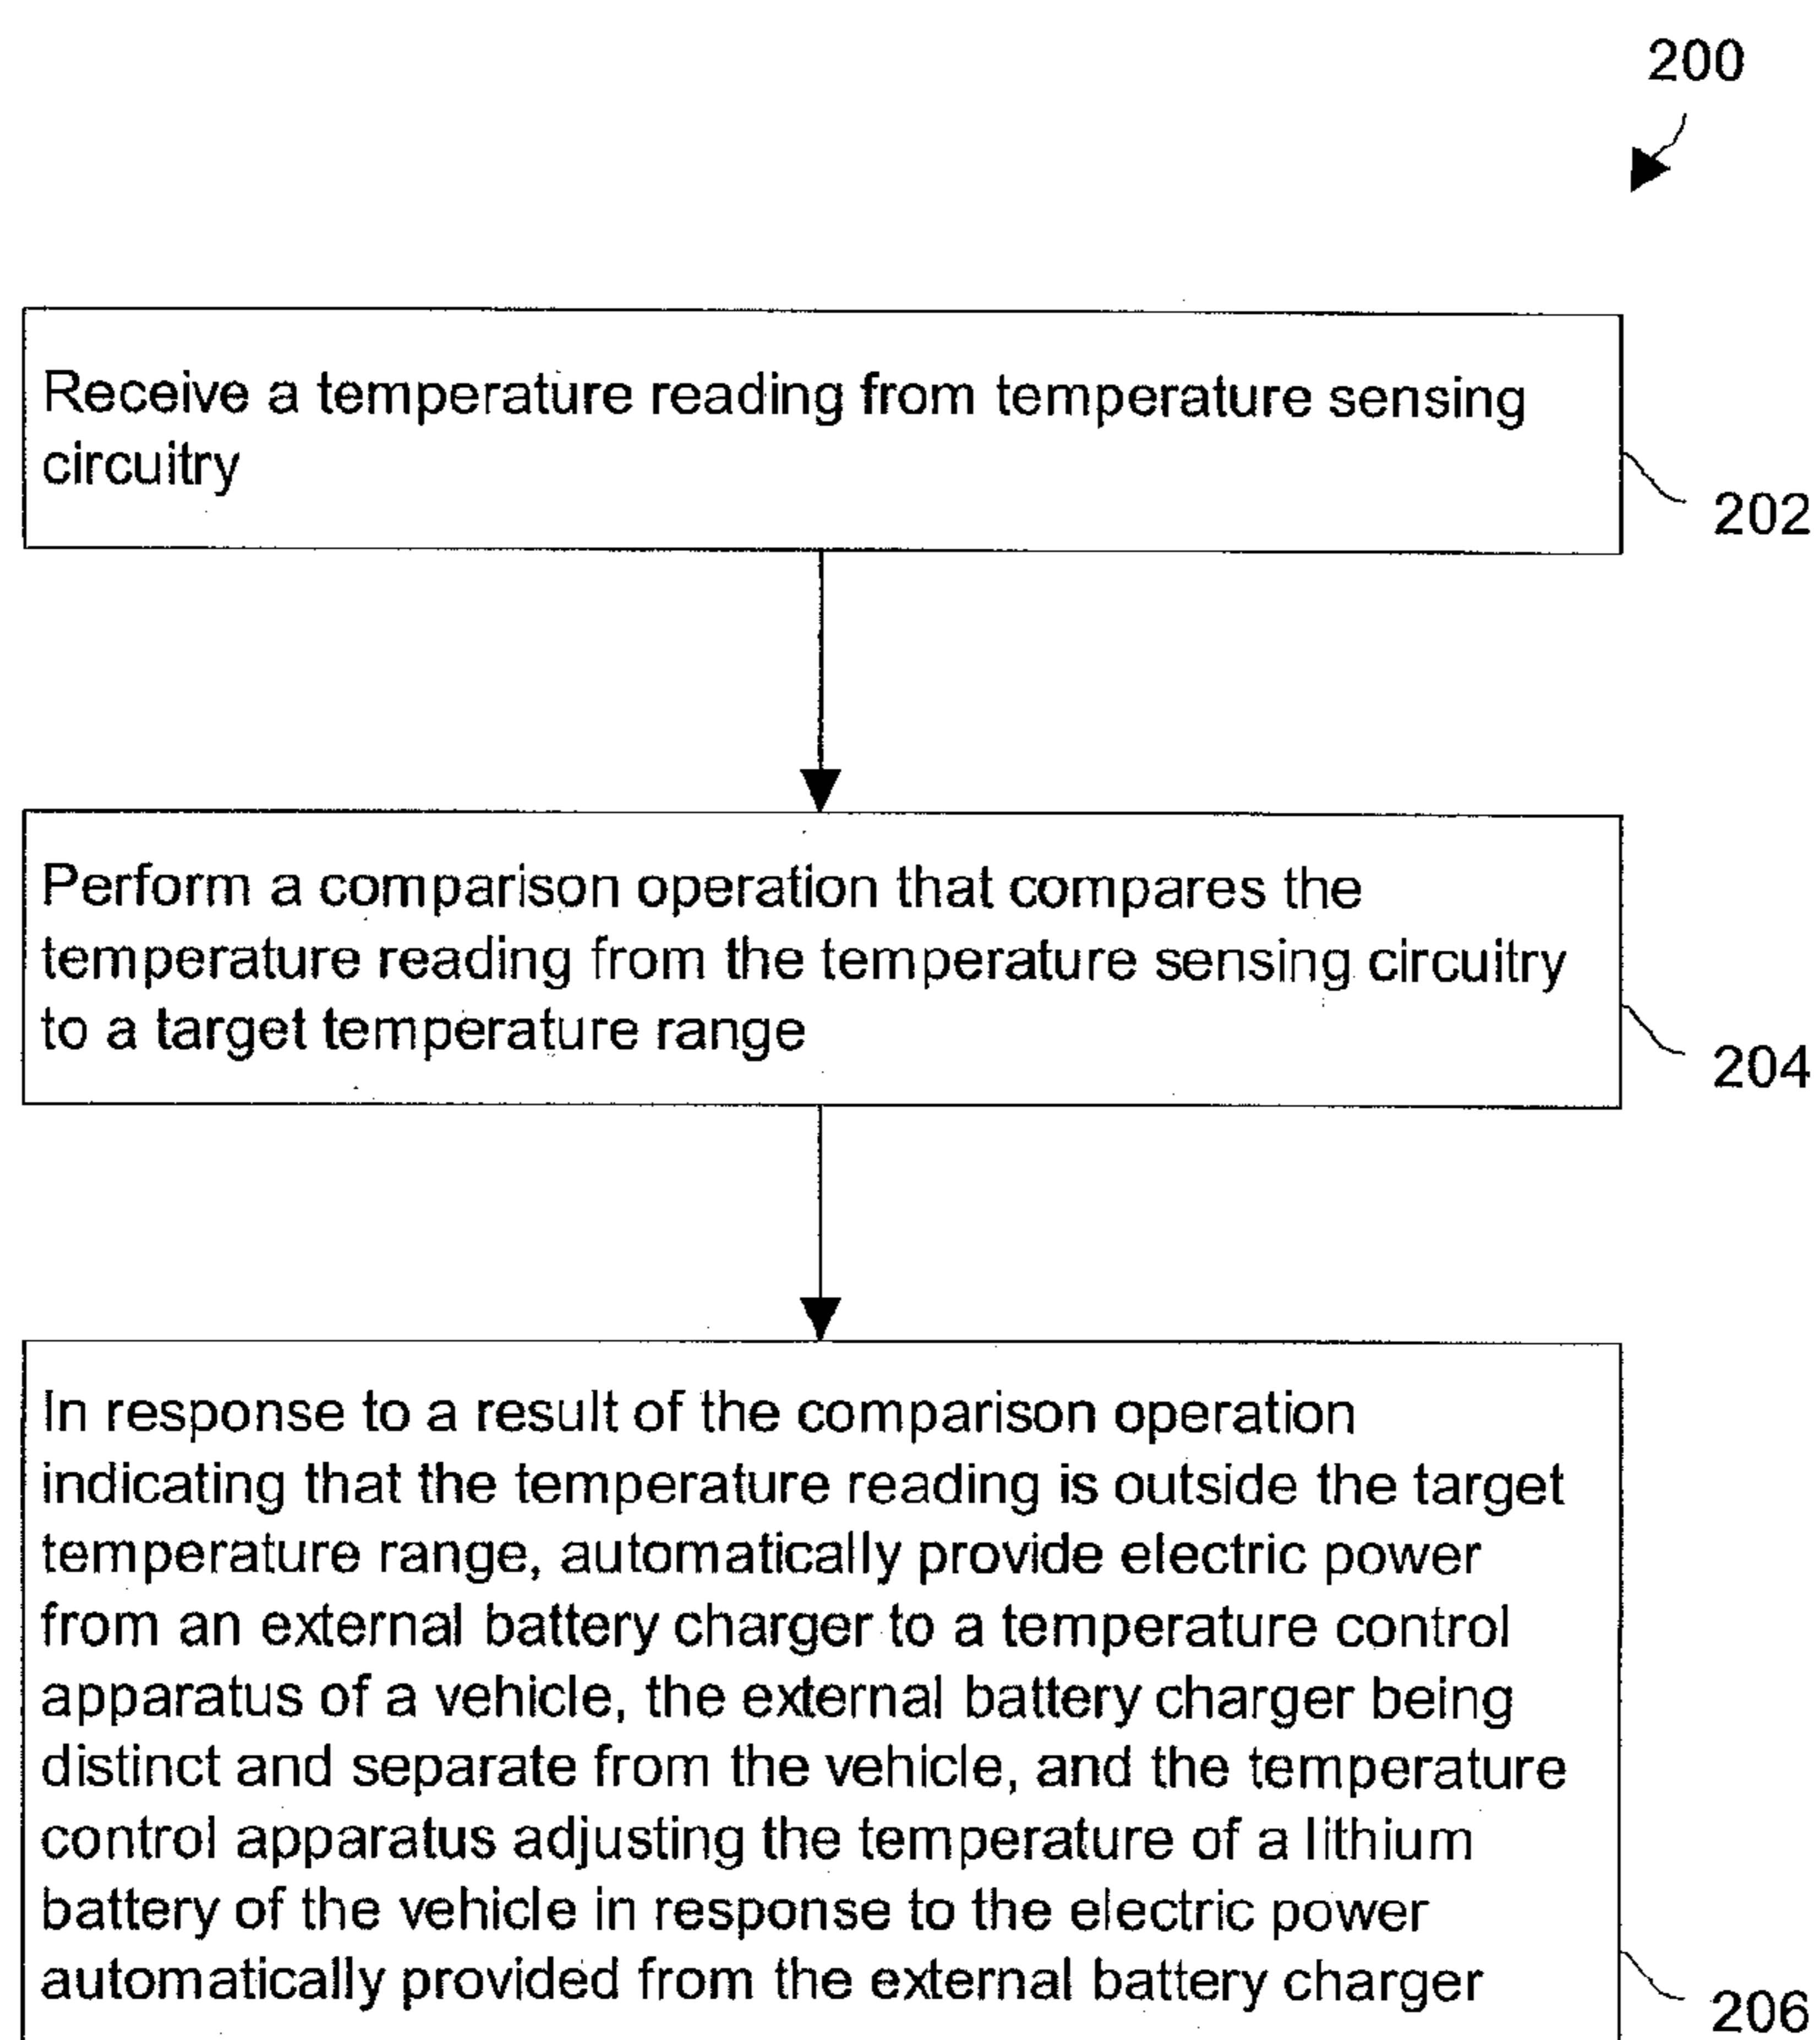 200
Receive a temperature reading from temperature sensing
circuitry
202
Perform a comparison operation that compares the
temperature reading from the temperature sensing circuitry
to a target temperature range
204
In response to a result of the comparison operation
indicating that the temperature reading is outside the target
temperature range, automatically provide electric power
from an external battery charger to a temperature control
apparatus of a vehicle, the external battery charger being
distinct and separate from the vehicle, and the temperature
control apparatus adjusting the temperature of a lithium
battery of the vehicle in response to the electric power
automatically provided from the external battery charger
206